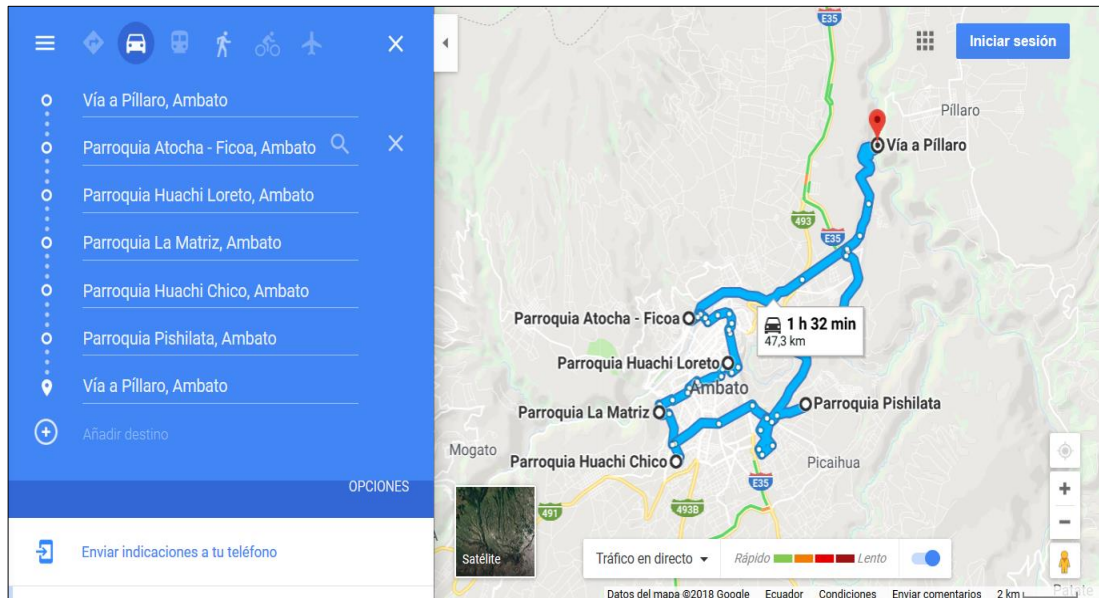 Vía a Píllaro, Ambato
Parroquia Atocha - Ficoa, Ambato
Parroquia Huachi Loreto, Ambato
Parroquia La Matriz, Ambato
Parroquia Huachi Chico, Ambato
Parroquia Pishilata, Ambato
Vía a Píllaro, Ambato
Añadir destino
OPCIONES
Enviar indicaciones a tu teléfono
E35
Iniciar sesión
Píllaro
Vía a Píllaro
493
E35
Parroquia Atocha - Ficoa
1 h 32 min
47,3 km
Parroquia Huachi Loreto
Ambato
Parroquia La Matriz
Parroquia Pishilata
Mogato
Parroquia Huachi Chico
Picaihua
E35
491
493B
Satélite
Tráfico en directo
Rápido
Lento
Datos del mapa ©2018 Google Ecuador Condiciones Enviar comentarios 2 km